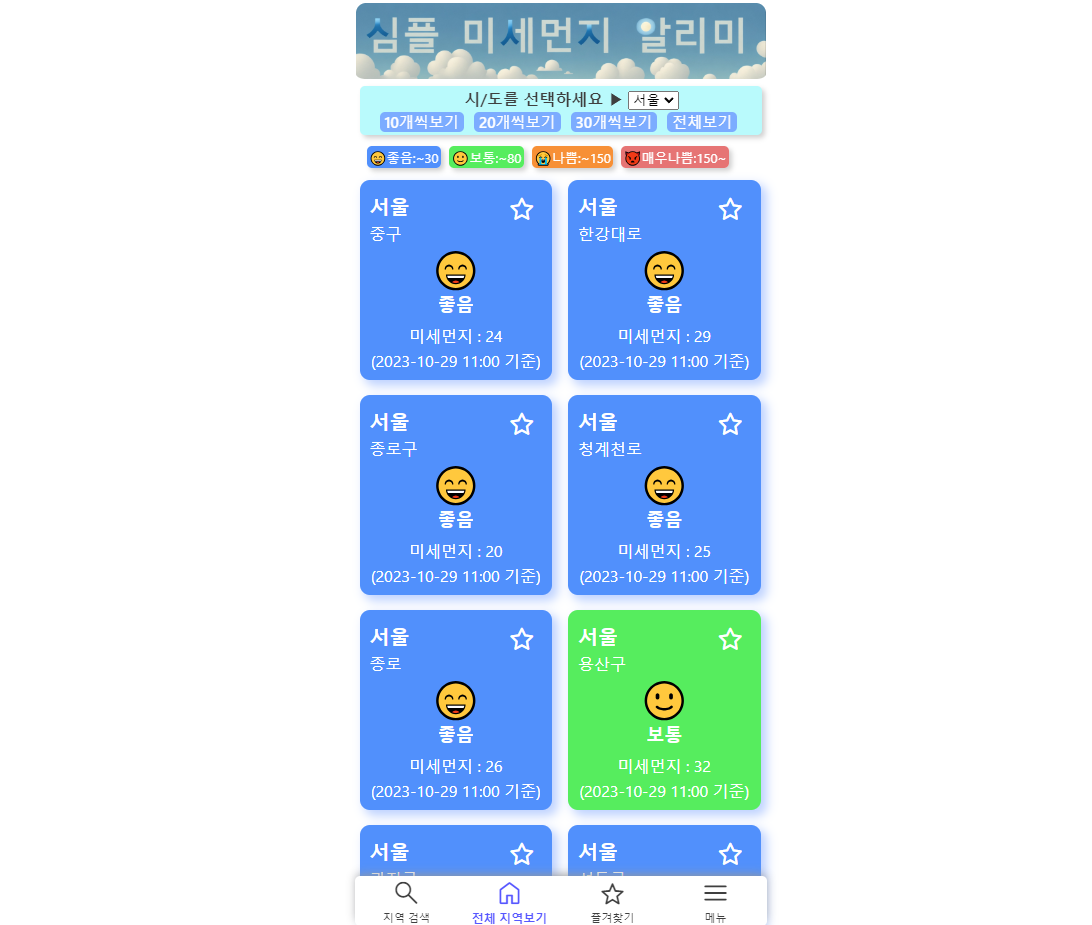 심플 미세먼지 알리미
시/도를 선택하세요 ▶ 서울
10개씩보기 20개씩보기 30개씩보기 전체보기
좋음:~30 보통:~80 나쁨:~150 매우나쁨:150~
서울
중구
좋음
미세먼지 : 24
(2023-10-29 11:00 기준)
서울
한강대로
좋음
미세먼지 : 29
(2023-10-29 11:00 기준)
서울
종로구
좋음
미세먼지 : 20
(2023-10-29 11:00 기준)
서울
청계천로
좋음
미세먼지 : 25
(2023-10-29 11:00 기준)
서울
종로
좋음
미세먼지 : 26
(2023-10-29 11:00 기준)
서울
용산구
보통
미세먼지 : 32
(2023-10-29 11:00 기준)
서울
서울
지역 검색 전체 지역보기 즐겨찾기 메뉴